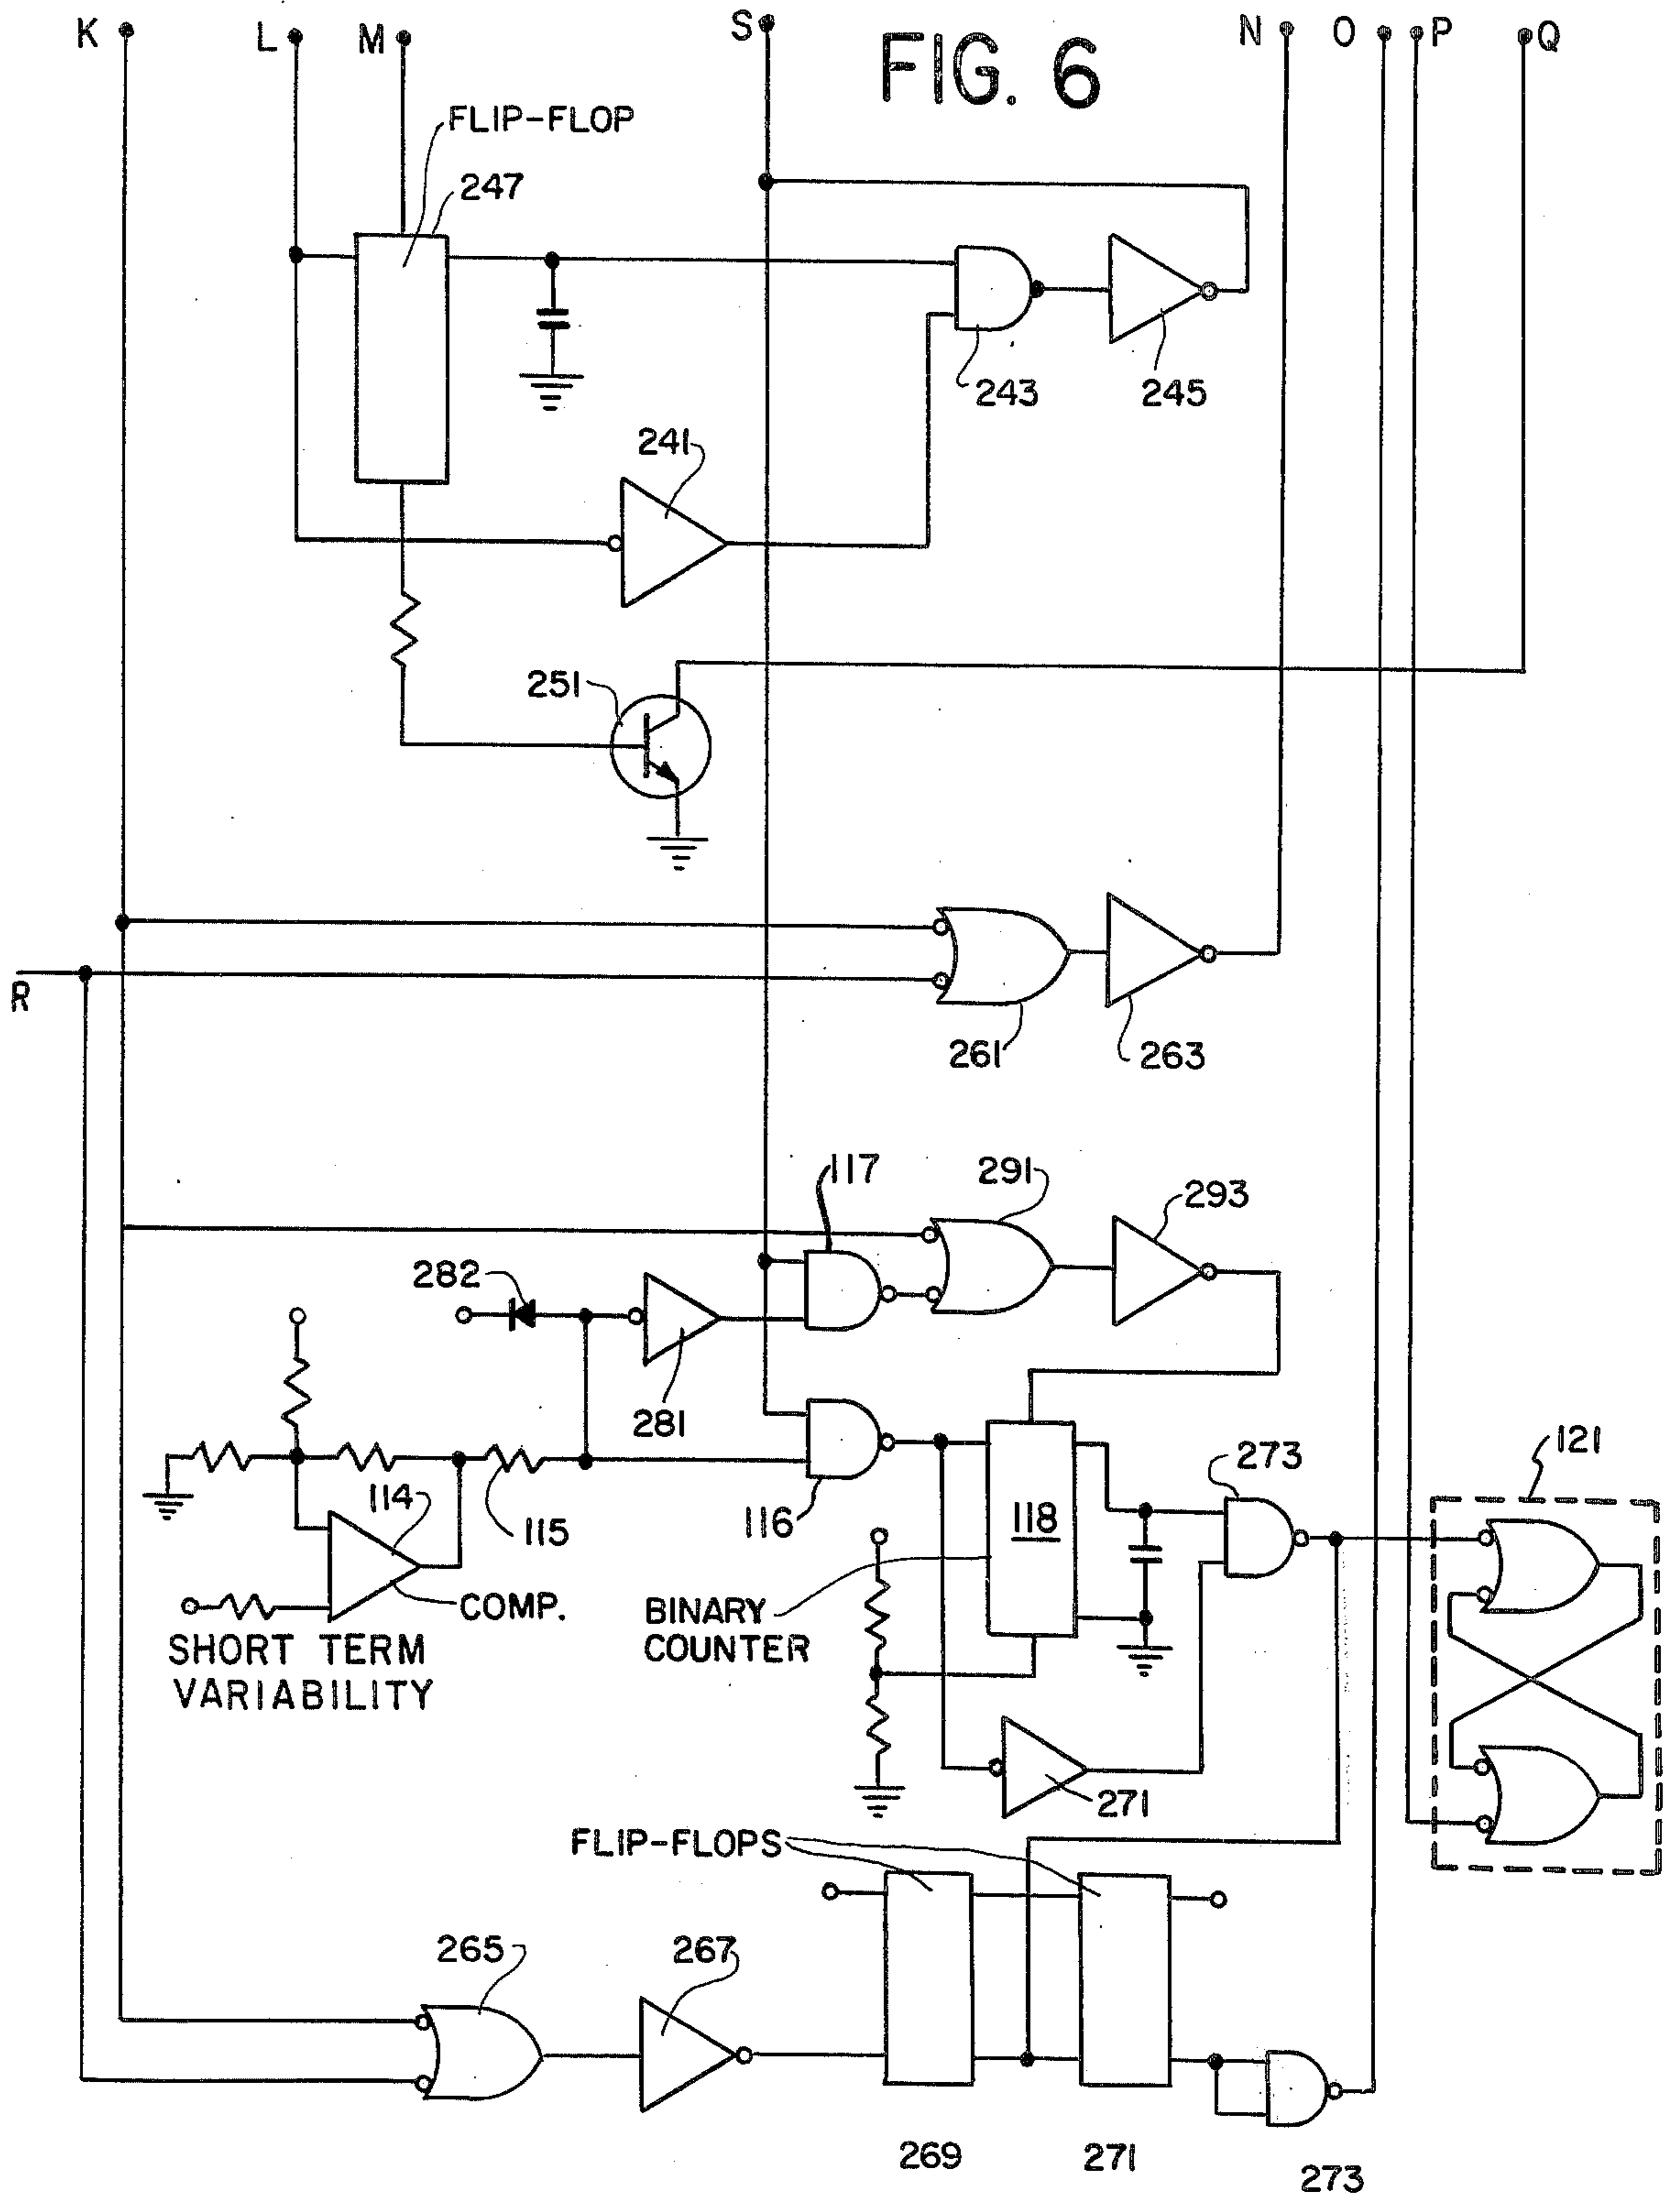 K L M S N O P Q
FIG. 6
FLIP-FLOP
247
243
245
241
251
R
261
263
117
291
293
282
281
121
273
114
115
116
118
COMP.
BINARY
COUNTER
SHORT TERM
VARIABILITY
271
FLIP-FLOPS
265
267
269
271
273